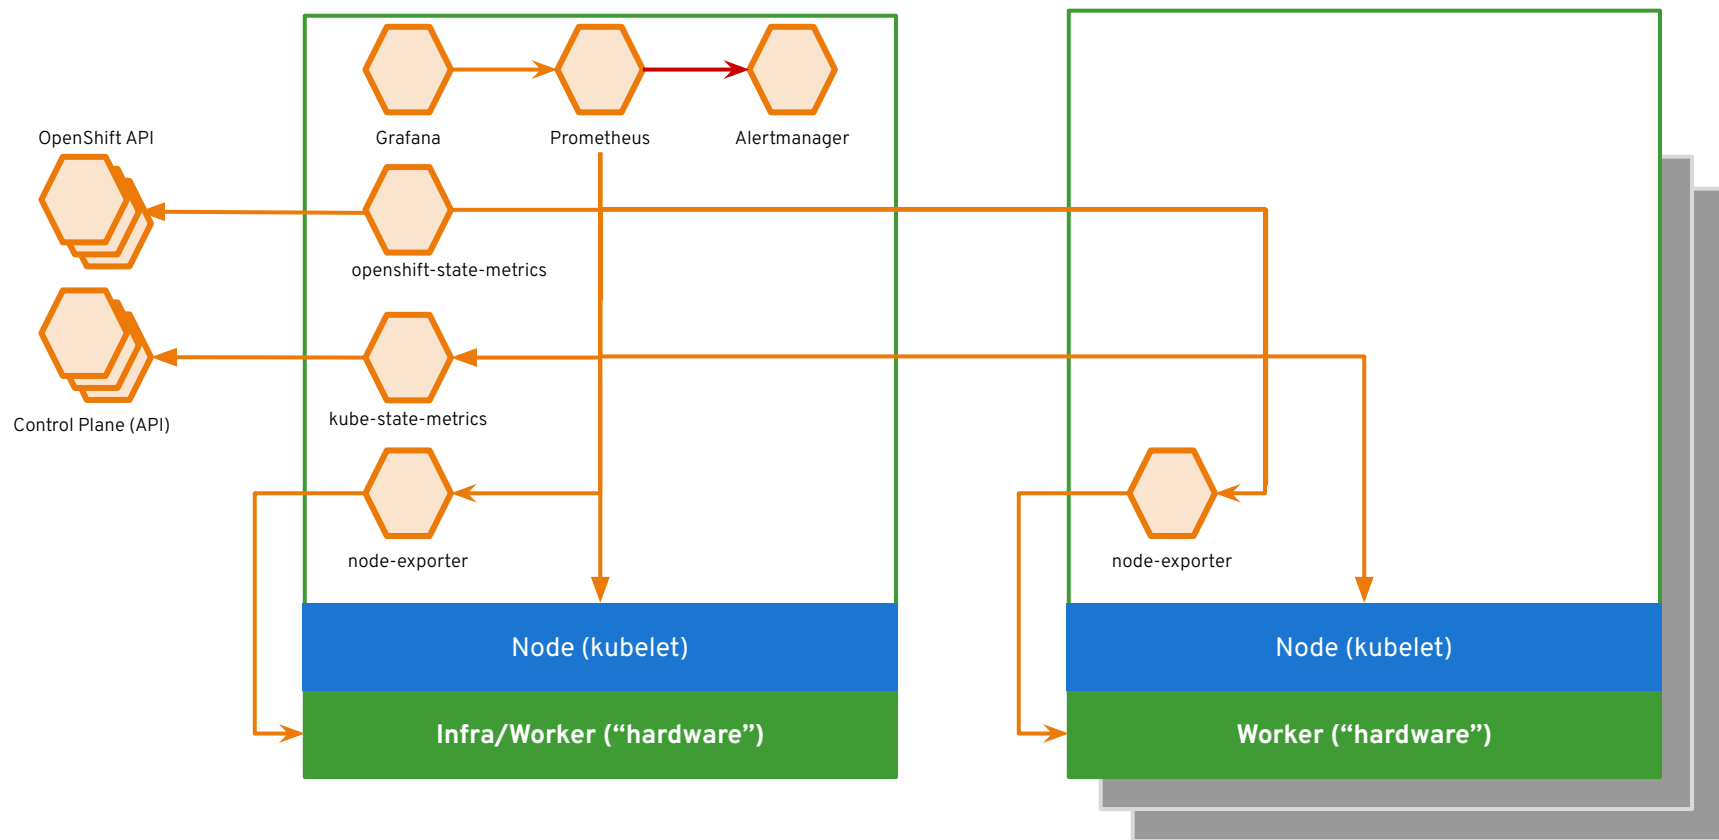 Grafana
Prometheus
Alertmanager
OpenShift API
openshift-state-metrics
kube-state-metrics
Control Plane (API)
node-exporter
node-exporter
Node (kubelet)
Node (kubelet)
Infra/Worker (“hardware”)
Worker (“hardware”)